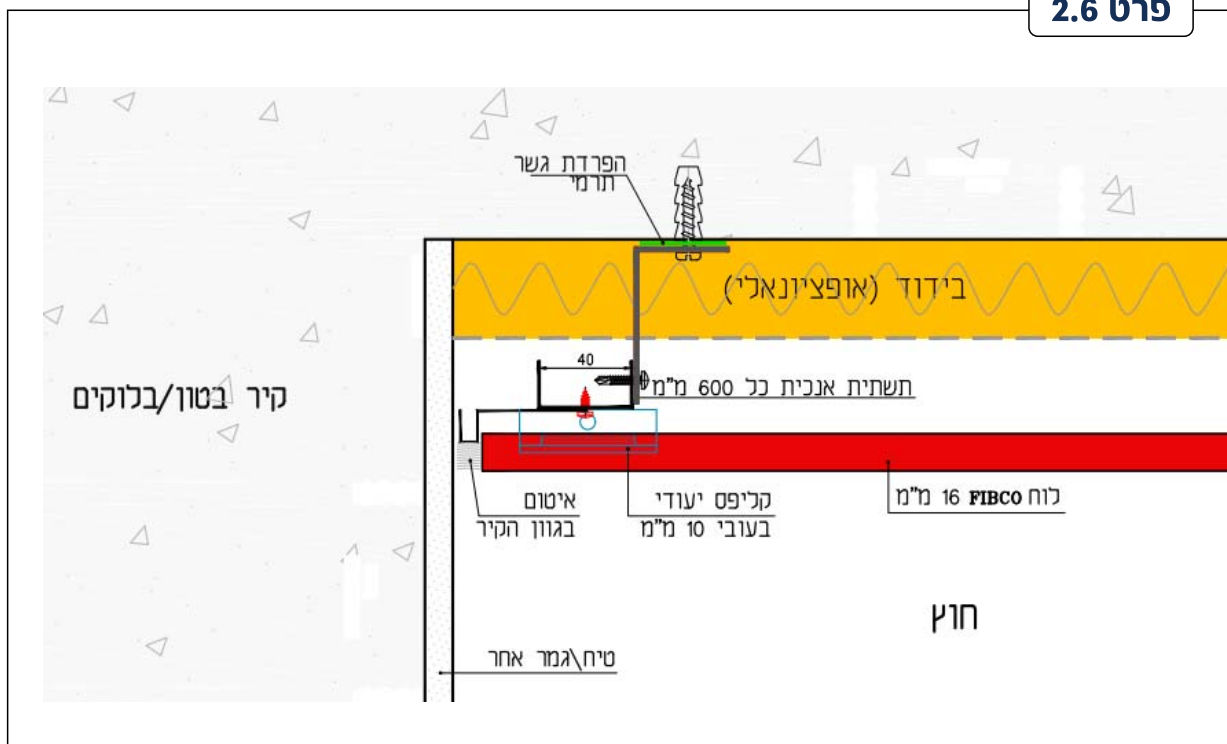 פרט 2.6
הפרדת גשר
תרמי
בידוד (אופציונאלי)
40
תשתית אנכית כל 600 מ"מ
קיר בטון/בלוקים
איטום
בגוון הקיר
קליפס יעודי
בעובי 10 מ"מ
לוח FIBCO 16 מ"מ
חוץ
טיח\גמר אחר